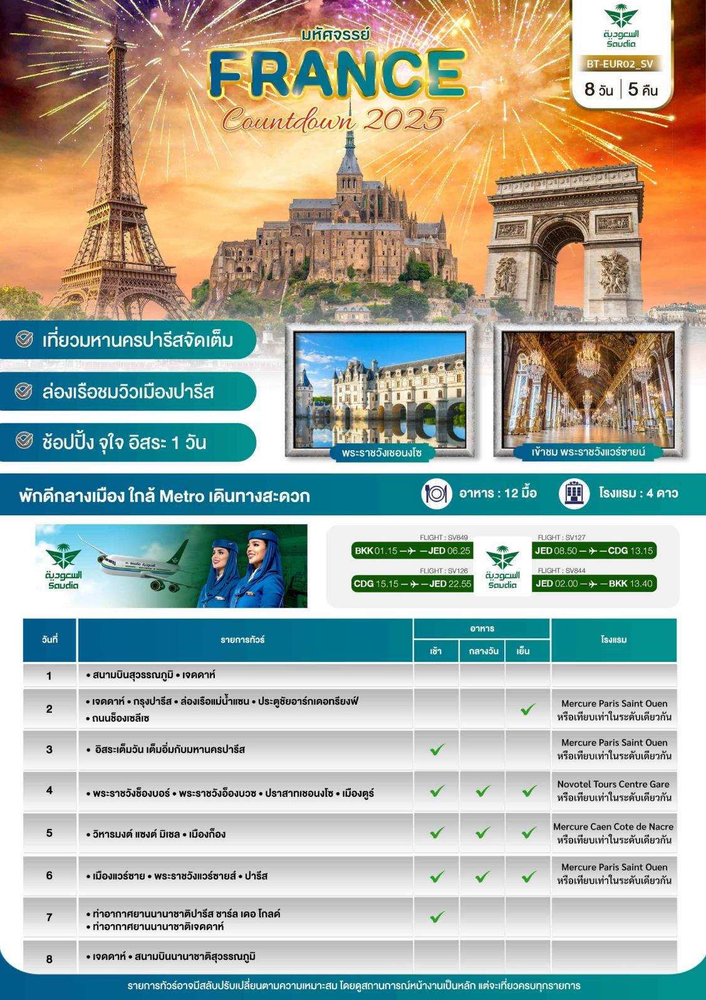 มหัศจรรย์
FRANCE
Countdown 2025
السعودية
Saudia
BT-EUR02_SV
8 วัน | 5 คืน
เที่ยวมหานครปารีสจัดเต็ม
ล่องเรือชมวิวเมืองปารีส
ช้อปปิ้ง จุใจ อิสระ 1 วัน
พระราชวังเชอนงโซ
เข้าชม พระราชวังแวร์ซายน์
พักดีกลางเมือง ใกล้ Metro เดินทางสะดวก
อาหาร : 12 มื้อ
โรงแรม : 4 ดาว
السعودية
Saudia
FLIGHT : SV849
BKK 01.15 — — JED 06.25
FLIGHT : SV127
JED 08.50 — — CDG 13.15
السعودية
Saudia
FLIGHT : SV126
CDG 15.15 — — JED 22.55
FLIGHT : SV844
JED 02.00 — — BKK 13.40
วันที่ รายการทัวร์ อาหาร โรงแรม
เช้า กลางวัน เย็น
1 • สนามบินสุวรรณภูมิ • เจดดาห์
2 • เจดดาห์ • กรุงปารีส • ล่องเรือแม่น้ำแซน • ประตูชัยอาร์กเดอทรียงฟ์
• ถนนช็องเซลีเซ
✓ Mercure Paris Saint Ouen
หรือเทียบเท่าในระดับเดียวกัน
3 • อิสระเต็มวัน เต็มอิ่มกับมหานครปารีส ✓ Mercure Paris Saint Ouen
หรือเทียบเท่าในระดับเดียวกัน
4 • พระราชวังช็องบอร์ • พระราชวังอ็องบวซ • ปราสาทเชอนงโซ • เมืองตูร์ ✓ ✓ ✓ Novotel Tours Centre Gare
หรือเทียบเท่าในระดับเดียวกัน
5 • วิหารมงต์ แซงต์ มิเชล • เมืองก็อง ✓ ✓ ✓ Mercure Caen Cote de Nacre
หรือเทียบเท่าในระดับเดียวกัน
6 • เมืองแวร์ซาย • พระราชวังแวร์ซายส์ • ปารีส ✓ ✓ ✓ Mercure Paris Saint Ouen
หรือเทียบเท่าในระดับเดียวกัน
7 • ท่าอากาศยานนานาชาติปารีส ชาร์ล เดอ โกลด์ ✓
• ท่าอากาศยานนานาชาติเจดดาห์
8 • เจดดาห์ • สนามบินนานาชาติสุวรรณภูมิ
รายการทัวร์อาจมีสลับปรับเปลี่ยนตามความเหมาะสม โดยดูสถานการณ์หน้างานเป็นหลัก แต่จะเที่ยวครบทุกรายการ